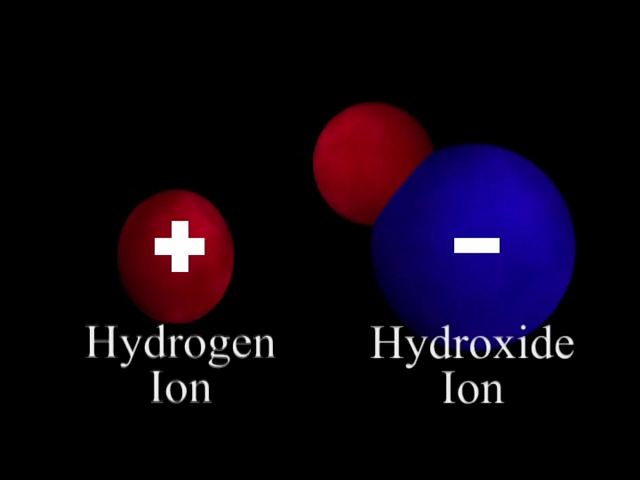 +
-
Hydrogen
Ion
Hydroxide
Ion